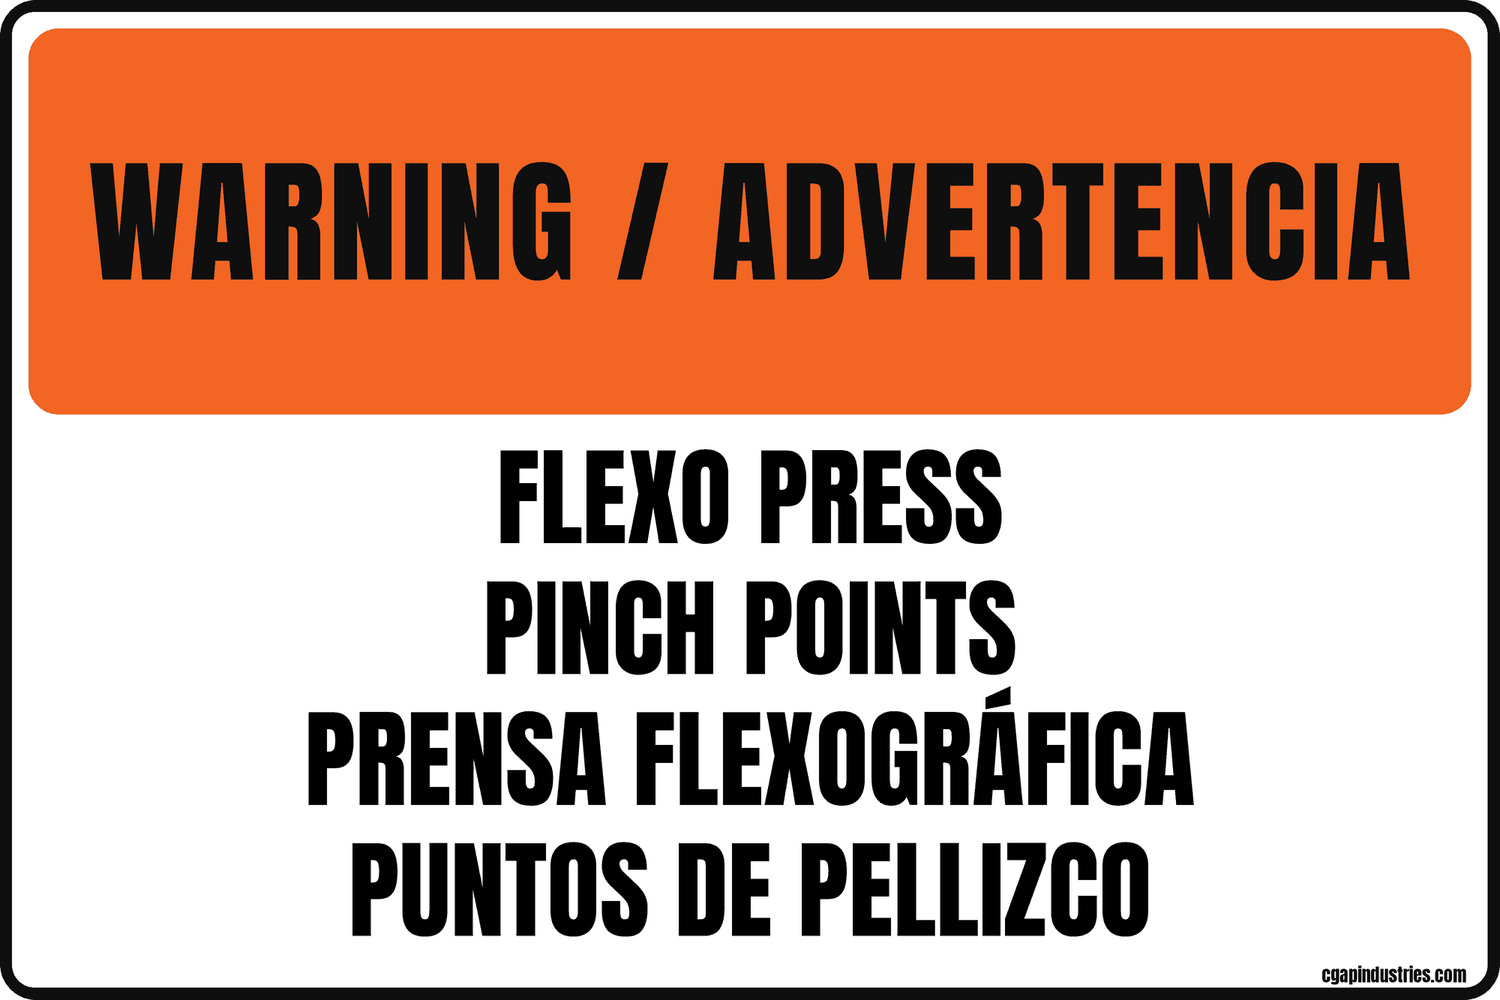 WARNING / ADVERTENCIA
FLEXO PRESS
PINCH POINTS
PRENSA FLEXOGRÁFICA
PUNTOS DE PELLIZCO
cgapindustries.com